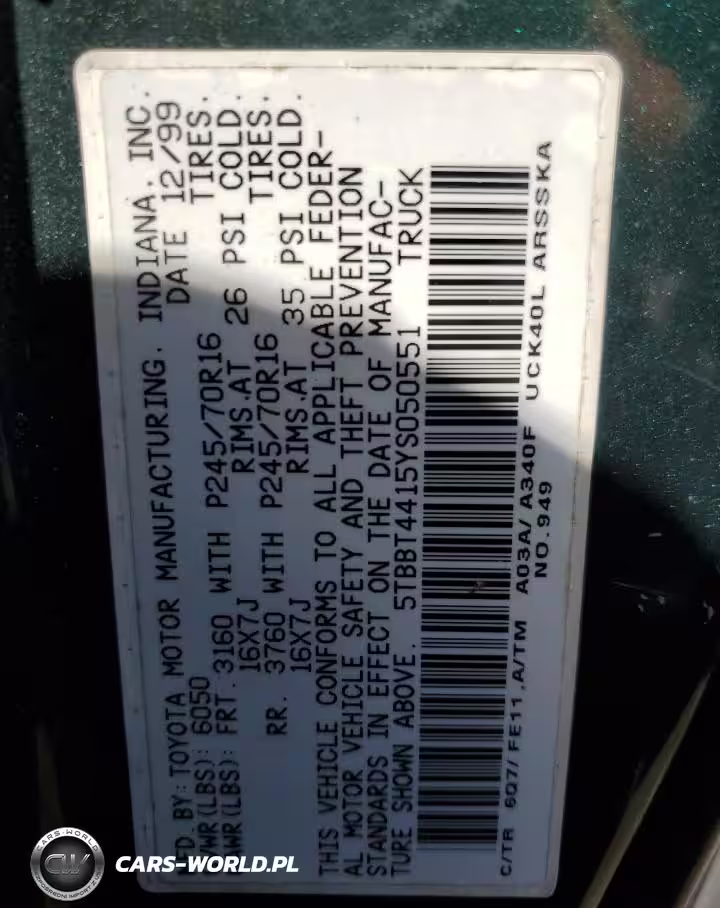 FD. BY: TOYOTA MOTOR MANUFACTURING. INDIANA. INC.
VWR(LBS): 6050 DATE 12/99
AWR(LBS): FRT. 3160 WITH P245/70R16 TIRES.
16X7J RIMS.AT 26 PSI COLD.
RR. 3760 WITH P245/70R16 TIRES.
16X7J RIMS.AT 35 PSI COLD.
THIS VEHICLE CONFORMS TO ALL APPLICABLE FEDER-
AL MOTOR VEHICLE SAFETY AND THEFT PREVENTION
STANDARDS IN EFFECT ON THE DATE OF MANUFAC-
TURE SHOWN ABOVE. 5TBBT4415YS050551 TRUCK
C/TR 6Q7/ FE11 ,A/TM A03A/ A340F UCK40L ARSSKA
NO.949
CARS-WORLD
CW
CARS-WORLD.PL